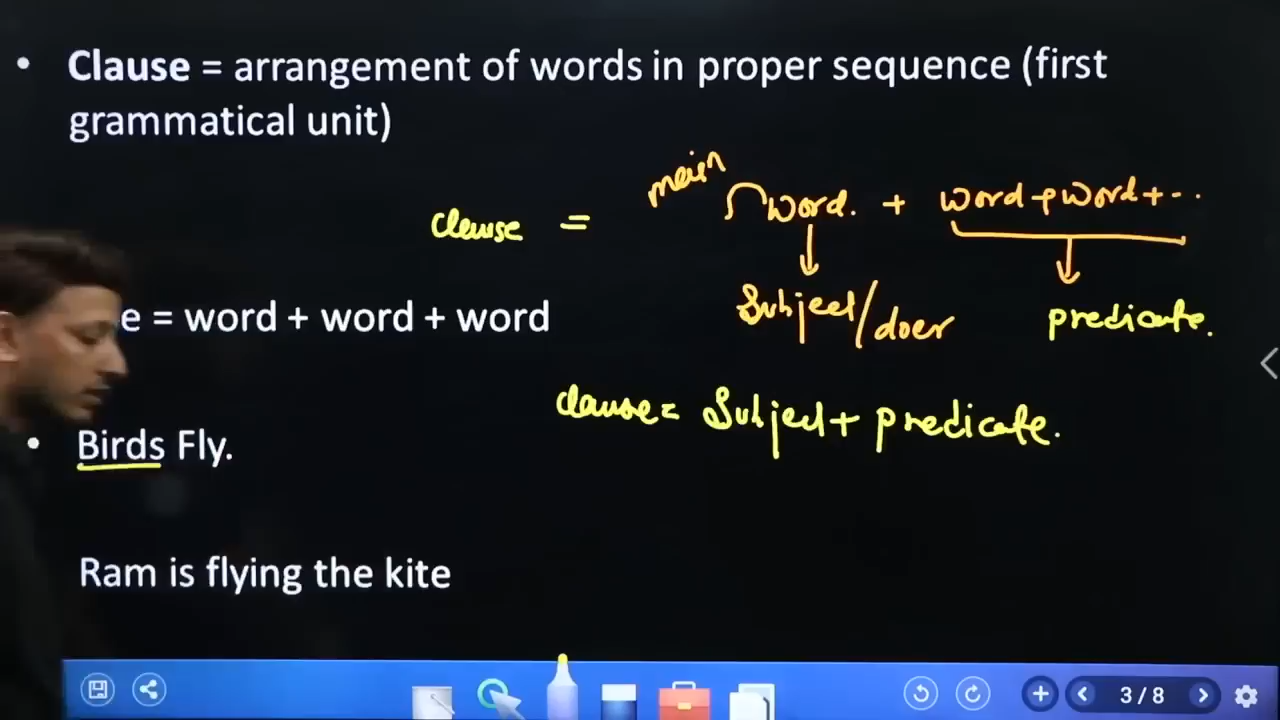 • Clause = arrangement of words in proper sequence (first
grammatical unit)
main
clause = word. + word + word + ..
Subject/doer predicate.
e = word + word + word
clause = Subject + predicate.
• Birds Fly.
Ram is flying the kite
3 / 8